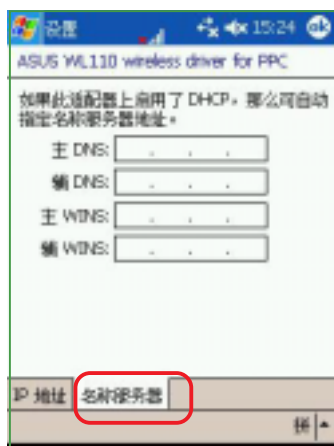 设置 15:24 ok
ASUS WL110 wireless driver for PPC
如果此适配器上启用了 DHCP，那么可自动
指定名称服务器地址。
主 DNS: . . .
辅 DNS: . . .
主 WINS: . . .
辅 WINS: . . .
IP 地址 名称服务器
拼